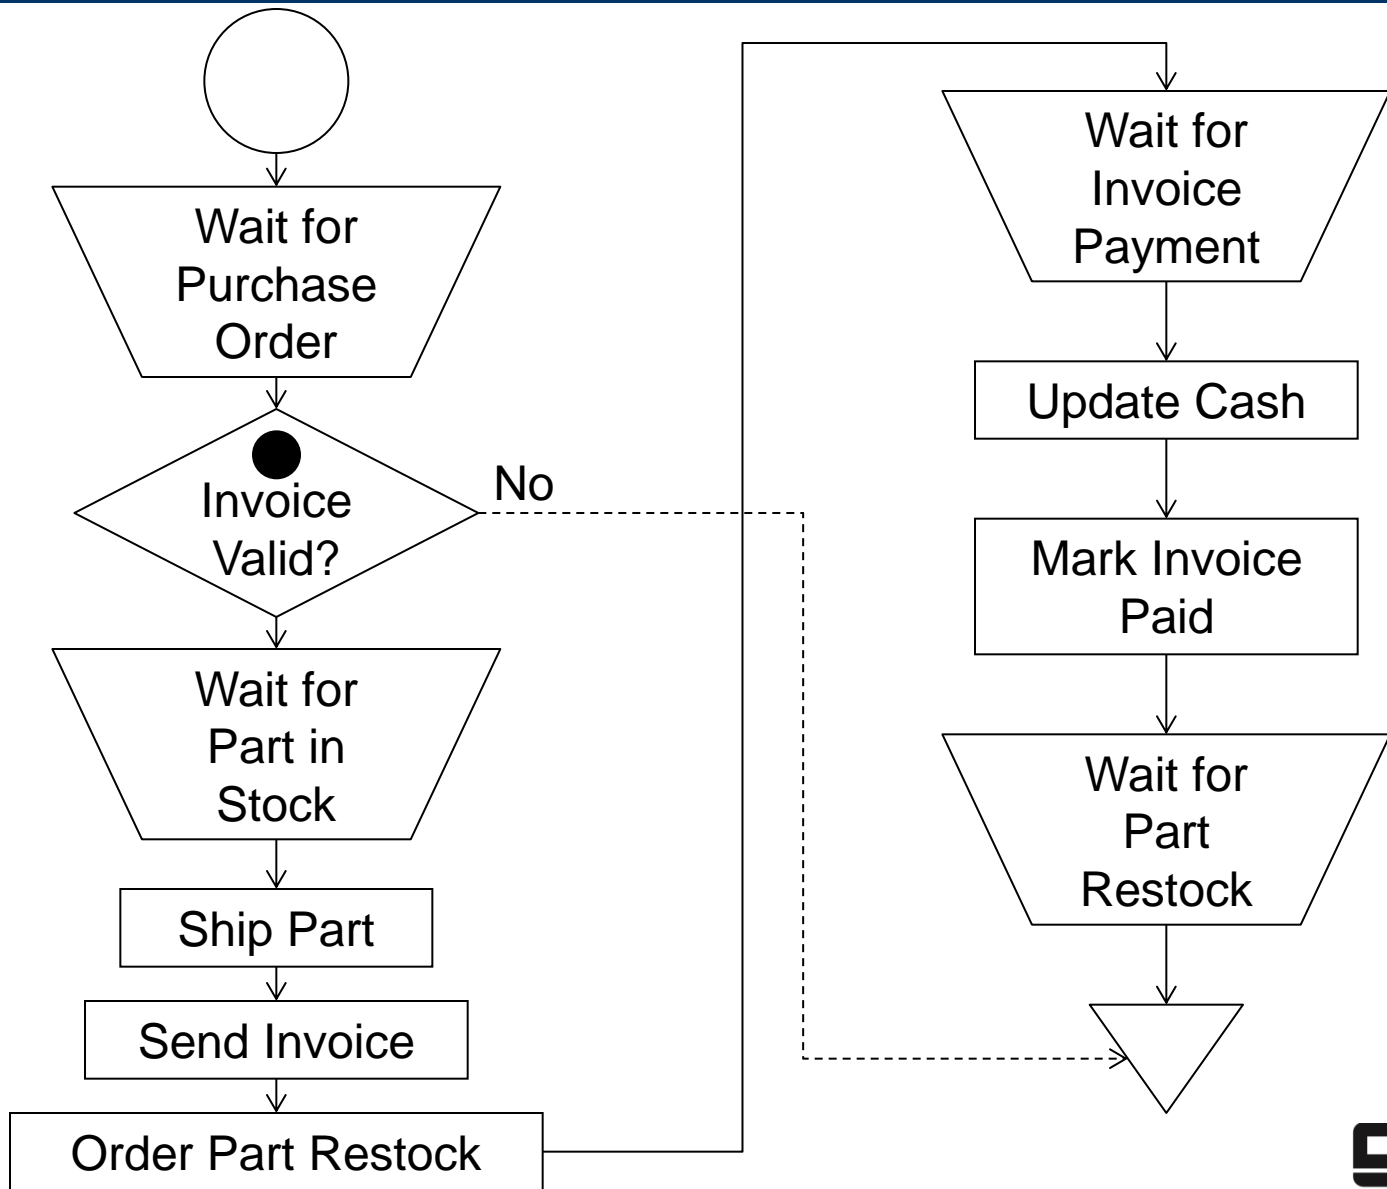 Wait for
Purchase
Order
Invoice
Valid?
No
Wait for
Part in
Stock
Ship Part
Send Invoice
Order Part Restock
Wait for
Invoice
Payment
Update Cash
Mark Invoice
Paid
Wait for
Part
Restock